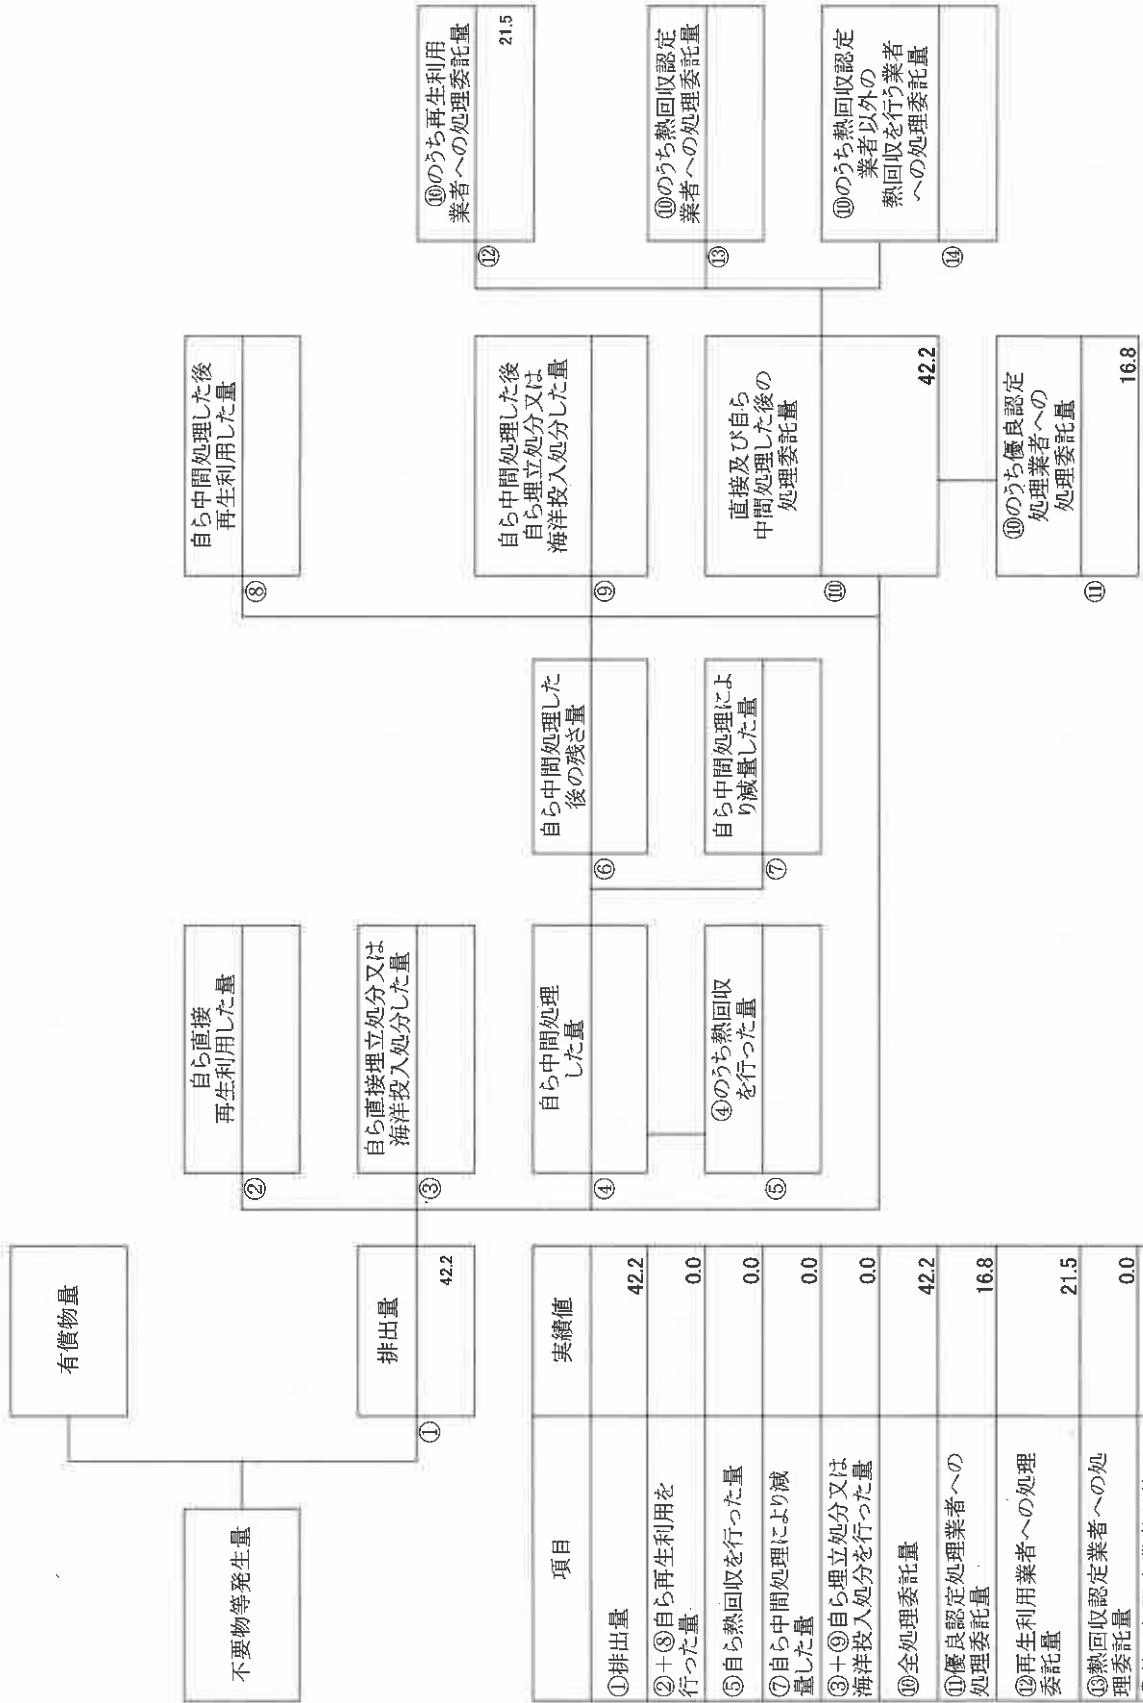 不要物等発生量
有償物量
①
排出量
42.2
②
自ら直接
再生利用した量
③
自ら直接埋立処分又は
海洋投入処分した量
④
自ら中間処理
した量
⑤
④のうち熱回収
を行った量
⑥
自ら中間処理した
後の残さ量
⑦
自ら中間処理によ
り減量した量
⑧
自ら中間処理した後
再生利用した量
⑨
自ら中間処理した後
自ら埋立処分又は
海洋投入処分した量
⑩
直接及び自ら
中間処理した後の
処理委託量
42.2
⑪
⑩のうち優良認定
処理業者への
処理委託量
16.8
⑫
⑩のうち再生利用
業者への処理委託量
21.5
⑬
⑩のうち熱回収認定
業者への処理委託量
⑭
⑩のうち熱回収認定
業者以外の
熱回収を行う業者
への処理委託量
項目
実績値
①排出量
42.2
②+⑧自ら再生利用を
行った量
0.0
⑤自ら熱回収を行った量
0.0
⑦自ら中間処理により減
量した量
0.0
③+⑨自ら埋立処分又は
海洋投入処分を行った量
0.0
⑩全処理委託量
42.2
⑪優良認定処理業者への
処理委託量
16.8
⑫再生利用業者への処理
委託量
21.5
⑬熱回収認定業者への処
理委託量
0.0